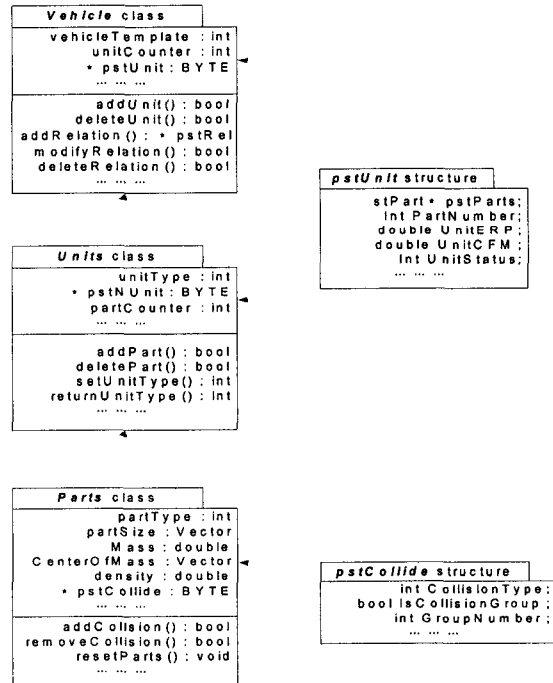 Vehicle class
vehicleTemplate : int
unitCounter : int
* pstUnit : BYTE
... ... ...
addUnit() : bool
deleteUnit() : bool
addRelation() : * pstRel
modifyRelation() : bool
deleteRelation() : bool
... ... ...
pstUnit structure
stPart* pstParts;
Int PartNumber;
double UnitERP;
double UnitCFM;
Int UnitStatus;
... ... ...
Units class
unitType : int
* pstNUnit : BYTE
partCounter : int
... ... ...
addPart() : bool
deletePart() : bool
setUnitType() : int
returnUnitType() : int
... ... ...
Parts class
partType : int
partSize : Vector
Mass : double
CenterOfMass : Vector
density : double
* pstCollide : BYTE
... ... ...
addCollsion() : bool
removeCollision() : bool
resetParts() : void
... ... ...
pstCollide structure
int CollisionType;
bool IsCollisionGroup;
int GroupNumber;
... ... ...